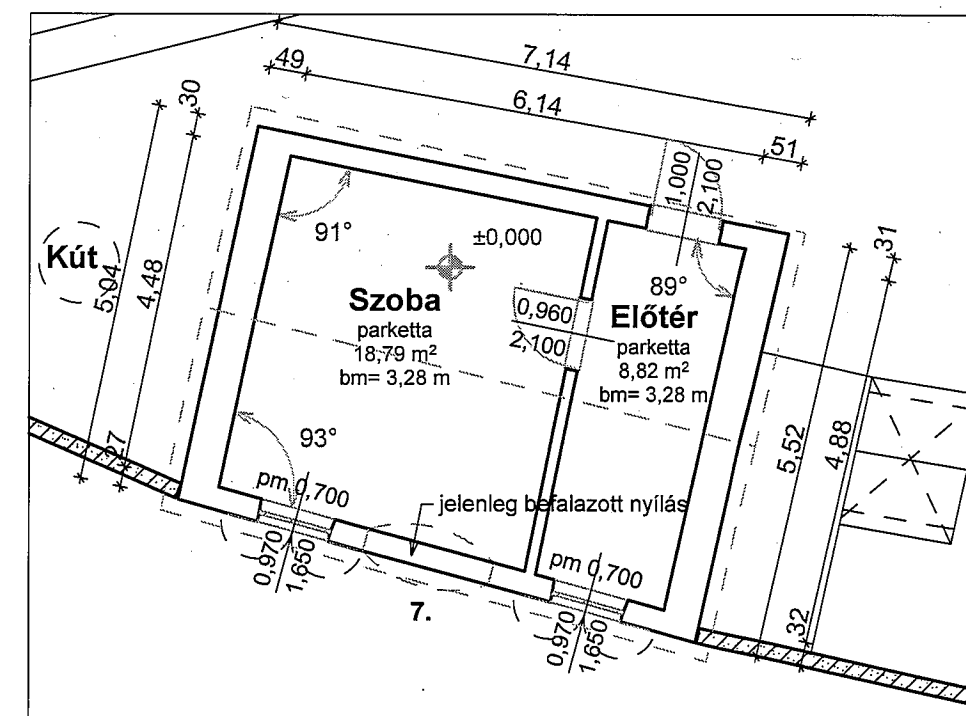 7,14
49
6,14
51
30
1,000
2,100
91°
±0,000
Kút
5,04
4,48
Szoba
parketta
18,79 m²
bm= 3,28 m
0,960
2,100
89°
Előtér
parketta
8,82 m²
bm= 3,28 m
31
5,52
4,88
93°
pm 0,700
jelenleg befalazott nyílás
0,970
1,650
pm 0,700
7.
0,970
1,650
32